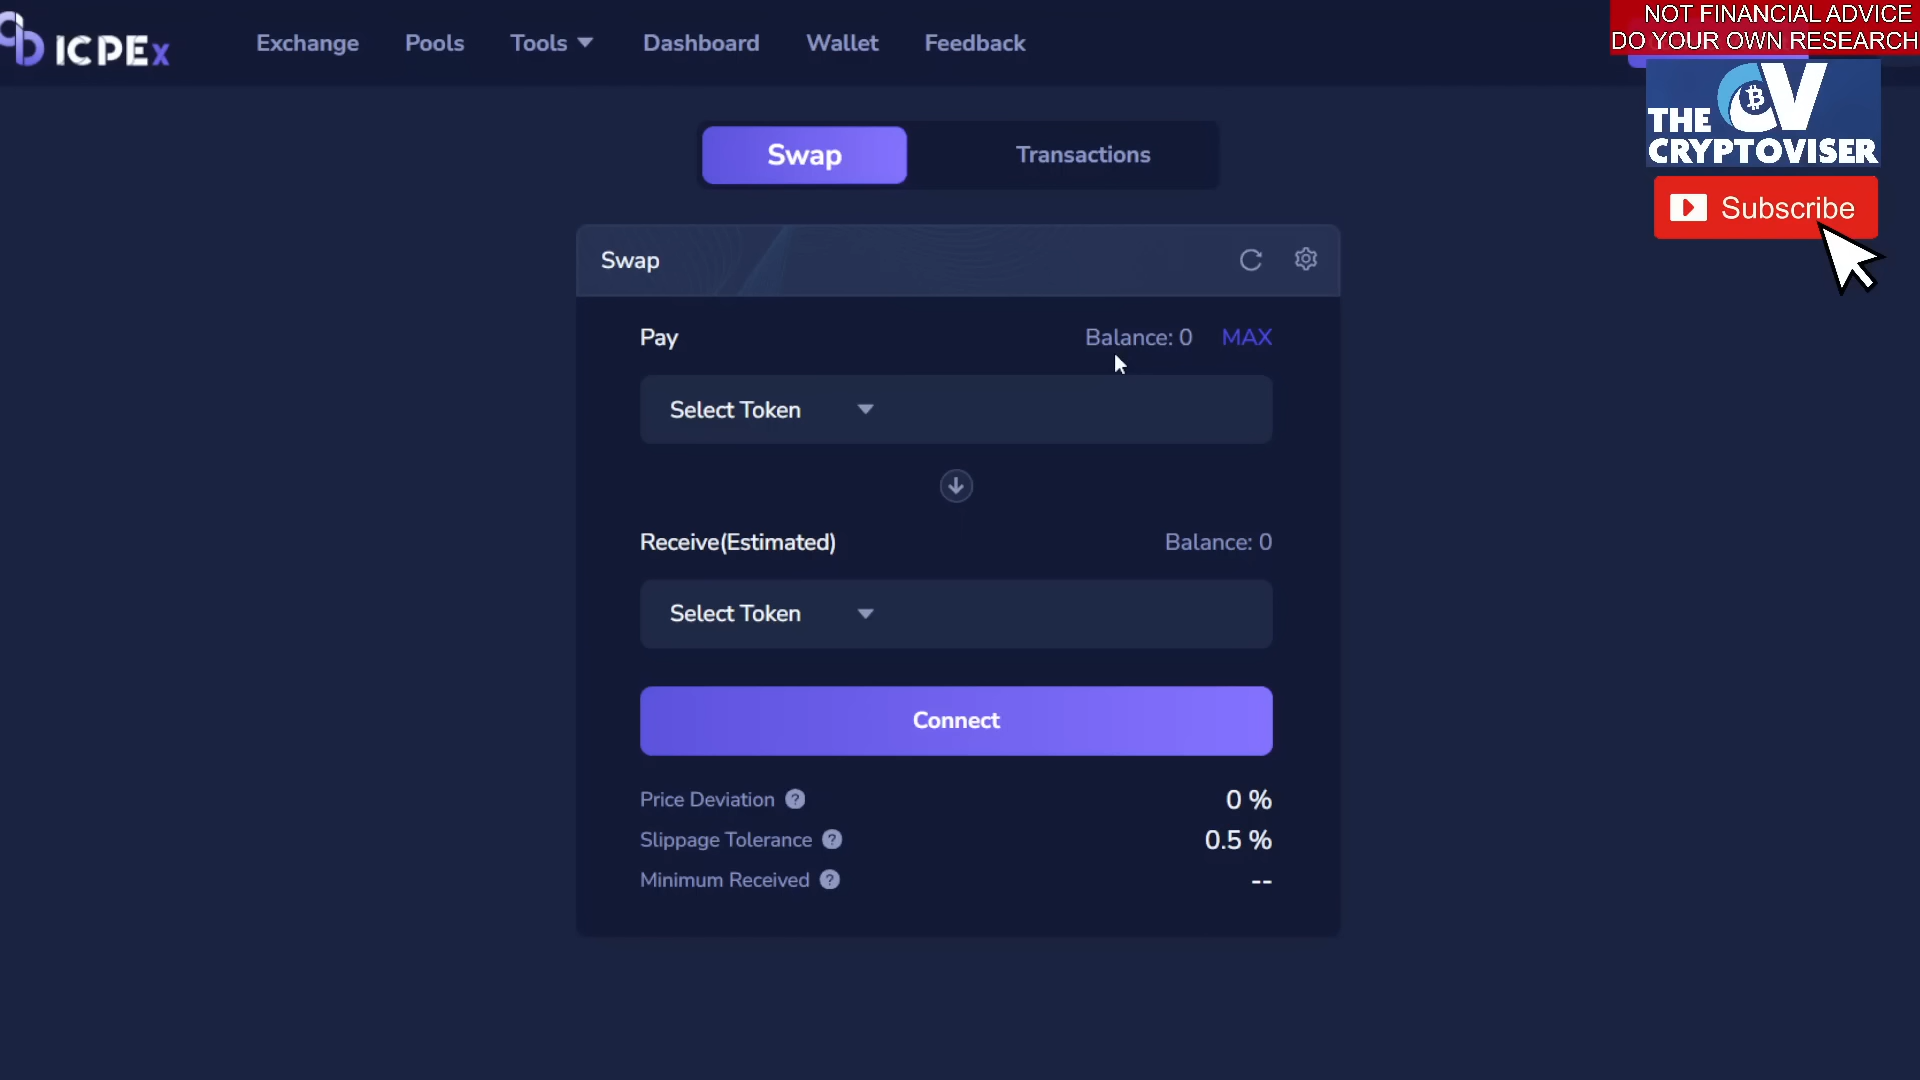 NOT FINANCIAL ADVICE
DO YOUR OWN RESEARCH
ICPEx
Exchange Pools Tools Dashboard Wallet Feedback
THE CV
CRYPTOVISER
Subscribe
Swap Transactions
Swap
Pay Balance: 0 MAX
Select Token
Receive(Estimated) Balance: 0
Select Token
Connect
Price Deviation ? 0 %
Slippage Tolerance ? 0.5 %
Minimum Received ? --